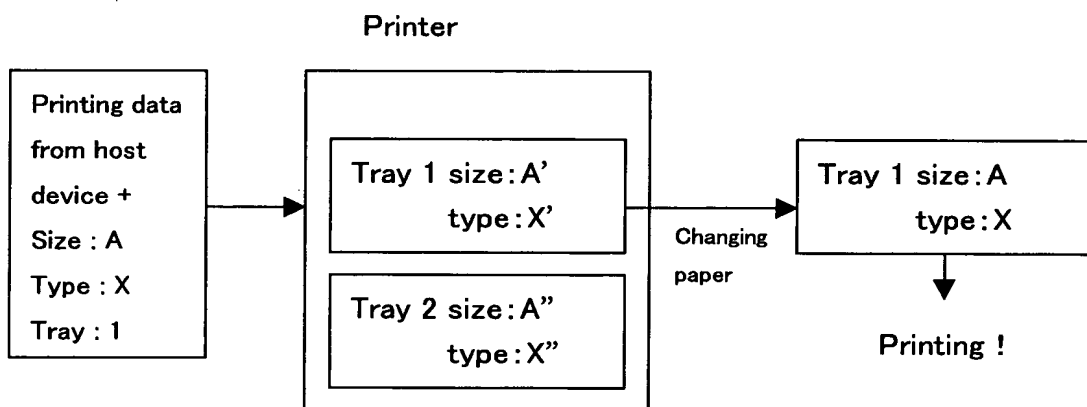 Printer
Printing data
from host
device +
Size : A
Type : X
Tray : 1
Tray 1 size : A’
type : X’
Tray 2 size : A”
type : X”
Changing
paper
Tray 1 size : A
type : X
Printing !